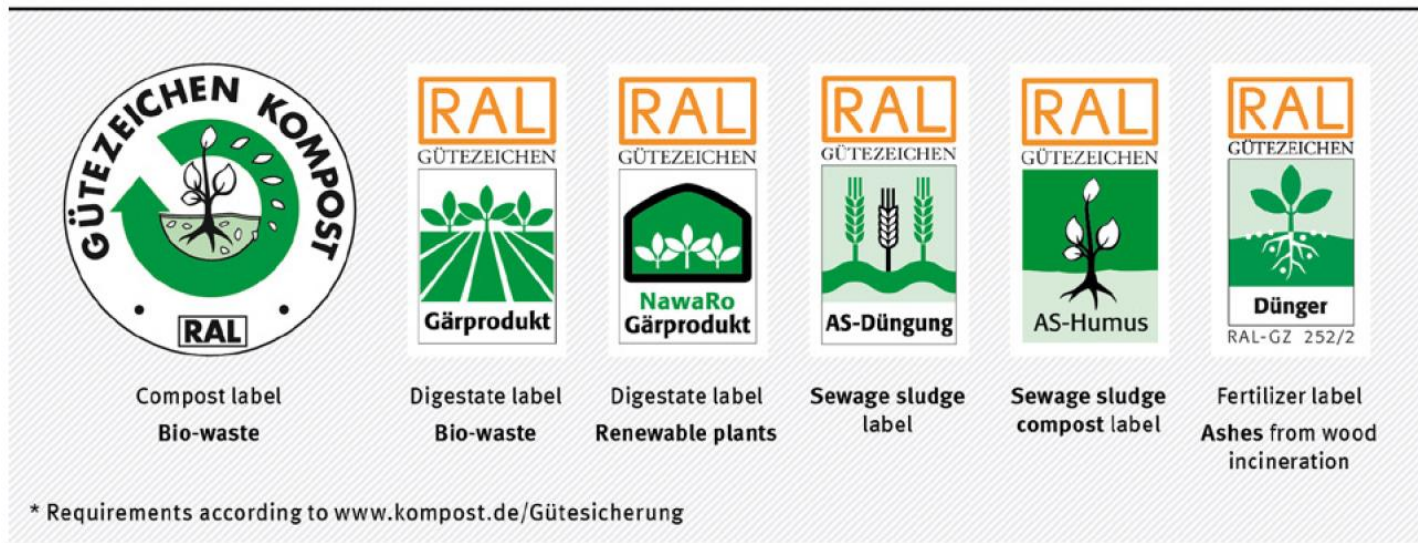 GÜTEZEICHEN KOMPOST
RAL
Compost label
Bio-waste
RAL
GÜTEZEICHEN
Gärprodukt
Digestate label
Bio-waste
RAL
GÜTEZEICHEN
NawaRo
Gärprodukt
Digestate label
Renewable plants
RAL
GÜTEZEICHEN
AS-Düngung
Sewage sludge
label
RAL
GÜTEZEICHEN
AS-Humus
Sewage sludge
compost label
RAL
GÜTEZEICHEN
Dünger
RAL-GZ 252/2
Fertilizer label
Ashes from wood
incineration
* Requirements according to www.kompost.de/Gütesicherung